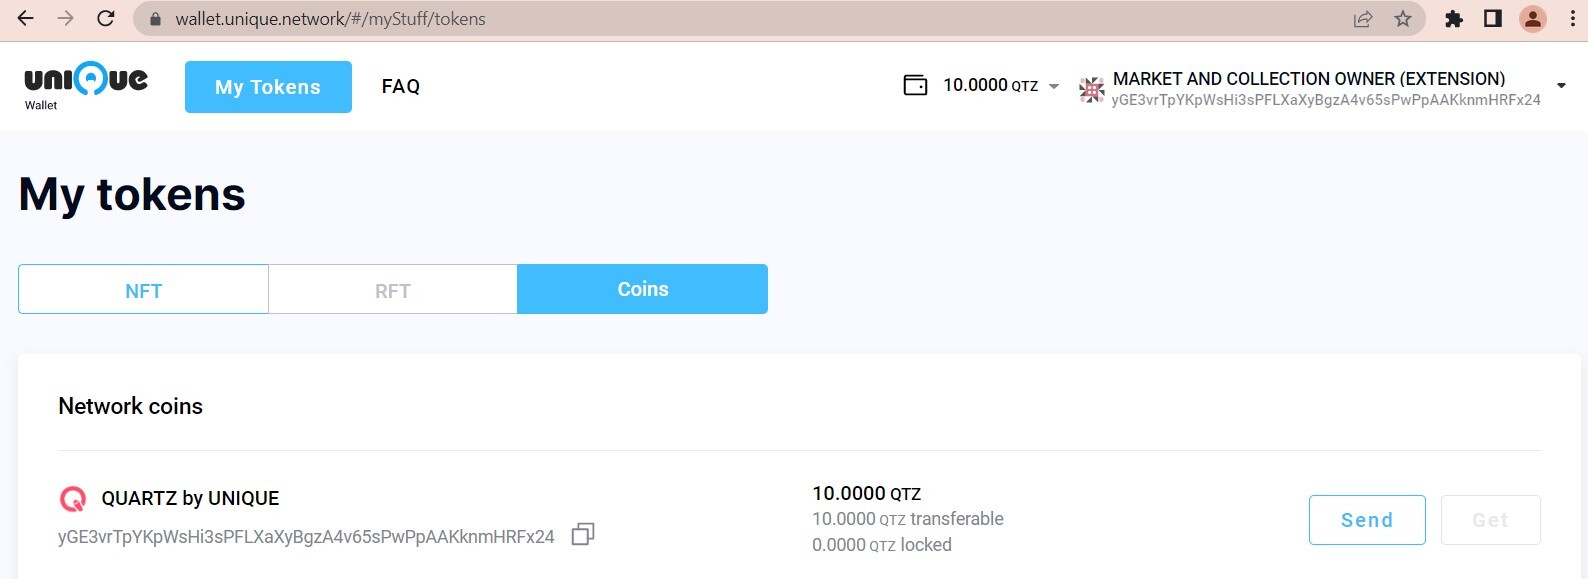 wallet.unique.network/#/myStuff/tokens
unique
Wallet
My Tokens
FAQ
10.0000 QTZ
MARKET AND COLLECTION OWNER (EXTENSION)
yGE3vrTpYKpWsHi3sPFLXaXyBgzA4v65sPwPpAAKknmHRFx24
My tokens
NFT
RFT
Coins
Network coins
QUARTZ by UNIQUE
yGE3vrTpYKpWsHi3sPFLXaXyBgzA4v65sPwPpAAKknmHRFx24
10.0000 QTZ
10.0000 QTZ transferable
0.0000 QTZ locked
Send
Get